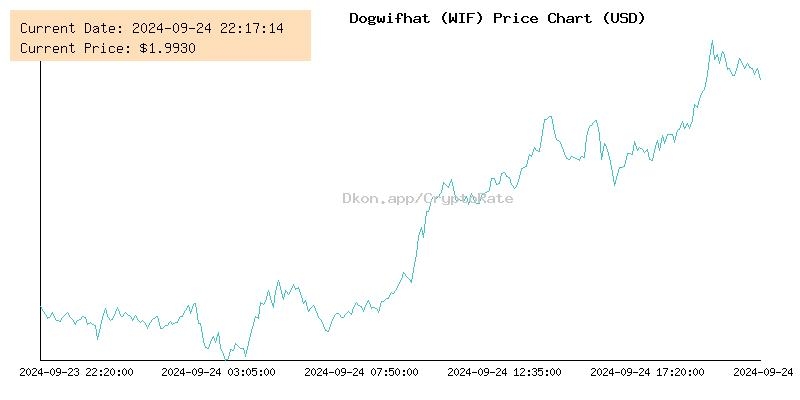 Dogwifhat (WIF) Price Chart (USD)
Current Date: 2024-09-24 22:17:14
Current Price: $1.9930
Dkon.app/CryptoRate
2024-09-23 22:20:00 2024-09-24 03:05:00 2024-09-24 07:50:00 2024-09-24 12:35:00 2024-09-24 17:20:00 2024-09-24